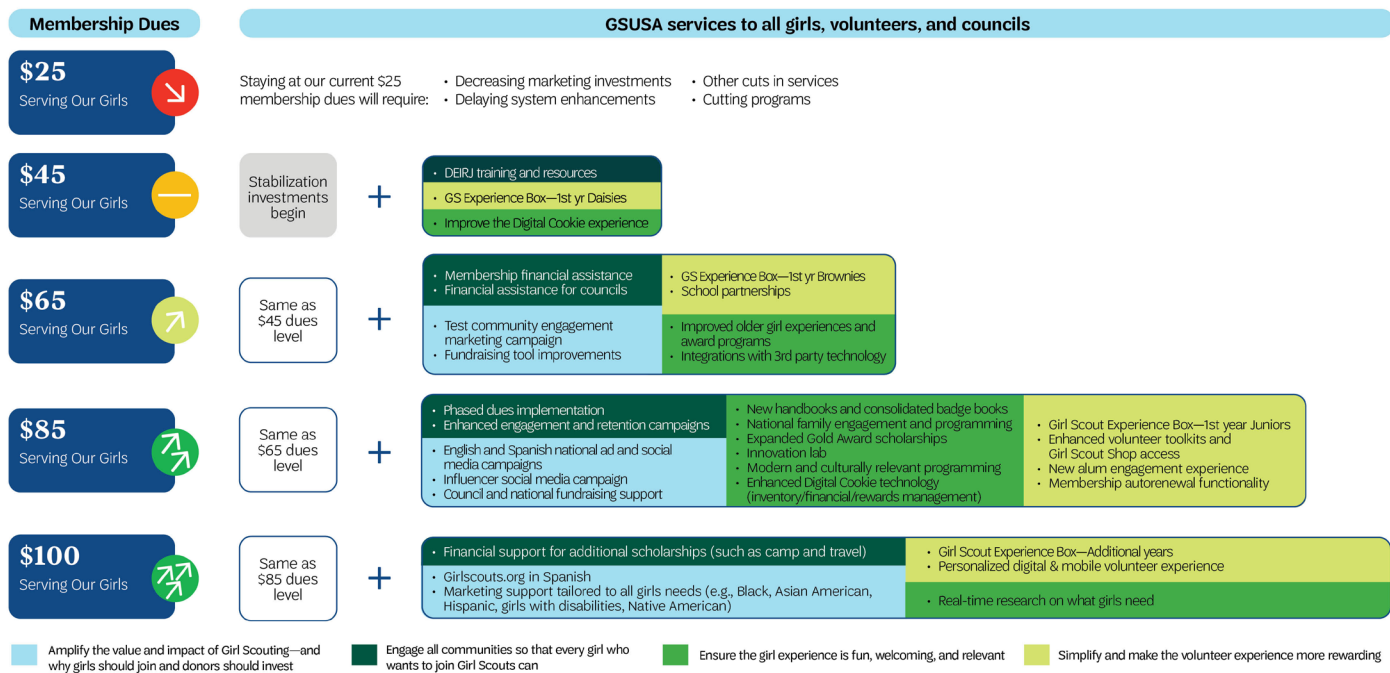 Membership Dues
GSUSA services to all girls, volunteers, and councils
$25
Serving Our Girls
Staying at our current $25
membership dues will require:
• Decreasing marketing investments
• Delaying system enhancements
• Other cuts in services
• Cutting programs
$45
Serving Our Girls
Stabilization
investments
begin
+
• DEIRJ training and resources
• GS Experience Box—1st yr Daisies
• Improve the Digital Cookie experience
$65
Serving Our Girls
Same as
$45 dues
level
+
• Membership financial assistance
• Financial assistance for councils
• GS Experience Box—1st yr Brownies
• School partnerships
• Test community engagement
marketing campaign
• Fundraising tool improvements
• Improved older girl experiences and
award programs
• Integrations with 3rd party technology
$85
Serving Our Girls
Same as
$65 dues
level
+
• Phased dues implementation
• Enhanced engagement and retention campaigns
• English and Spanish national ad and social
media campaigns
• Influencer social media campaign
• Council and national fundraising support
• New handbooks and consolidated badge books
• National family engagement and programming
• Expanded Gold Award scholarships
• Innovation lab
• Modern and culturally relevant programming
• Enhanced Digital Cookie technology
(inventory/financial/rewards management)
• Girl Scout Experience Box—1st year Juniors
• Enhanced volunteer toolkits and
Girl Scout Shop access
• New alum engagement experience
• Membership autorenewal functionality
$100
Serving Our Girls
Same as
$85 dues
level
+
• Financial support for additional scholarships (such as camp and travel)
• Girlscouts.org in Spanish
• Marketing support tailored to all girls needs (e.g., Black, Asian American,
Hispanic, girls with disabilities, Native American)
• Girl Scout Experience Box—Additional years
• Personalized digital & mobile volunteer experience
• Real-time research on what girls need
Amplify the value and impact of Girl Scouting—and
why girls should join and donors should invest
Engage all communities so that every girl who
wants to join Girl Scouts can
Ensure the girl experience is fun, welcoming, and relevant
Simplify and make the volunteer experience more rewarding